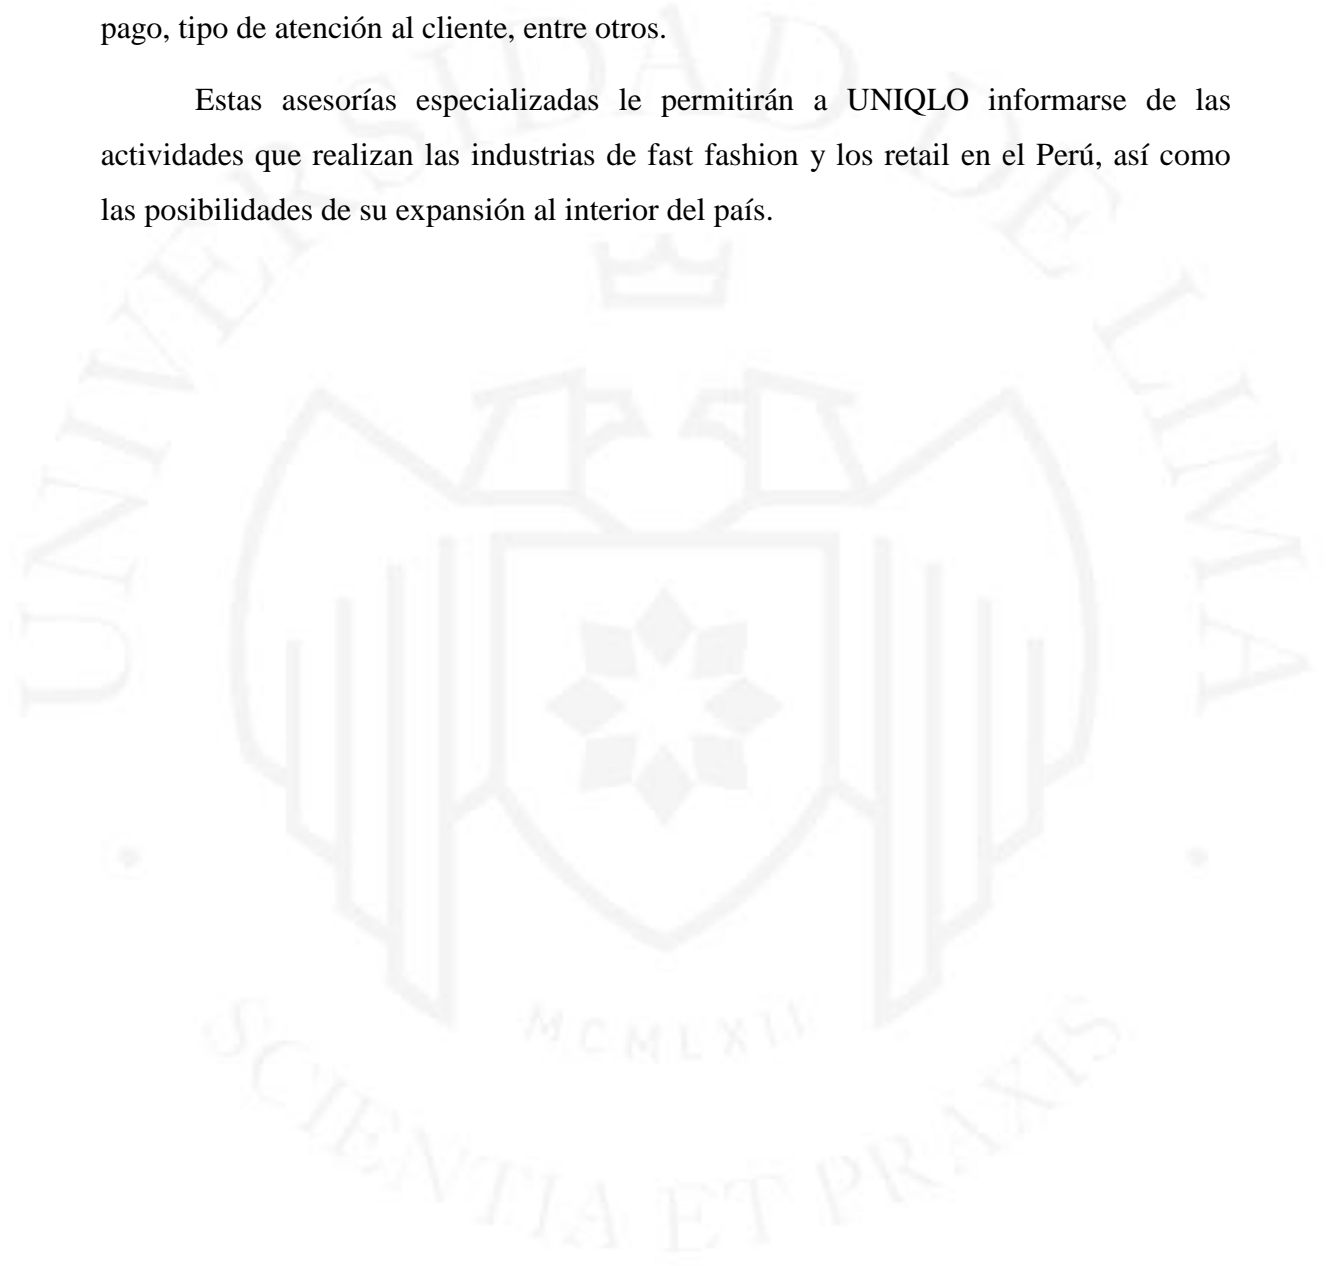 pago, tipo de atención al cliente, entre otros.
Estas asesorías especializadas le permitirán a UNIQLO informarse de las
actividades que realizan las industrias de fast fashion y los retail en el Perú, así como
las posibilidades de su expansión al interior del país.
UNIVERSIDAD DE LIMA
MCMLXII
SCIENTIA ET PRAXIS